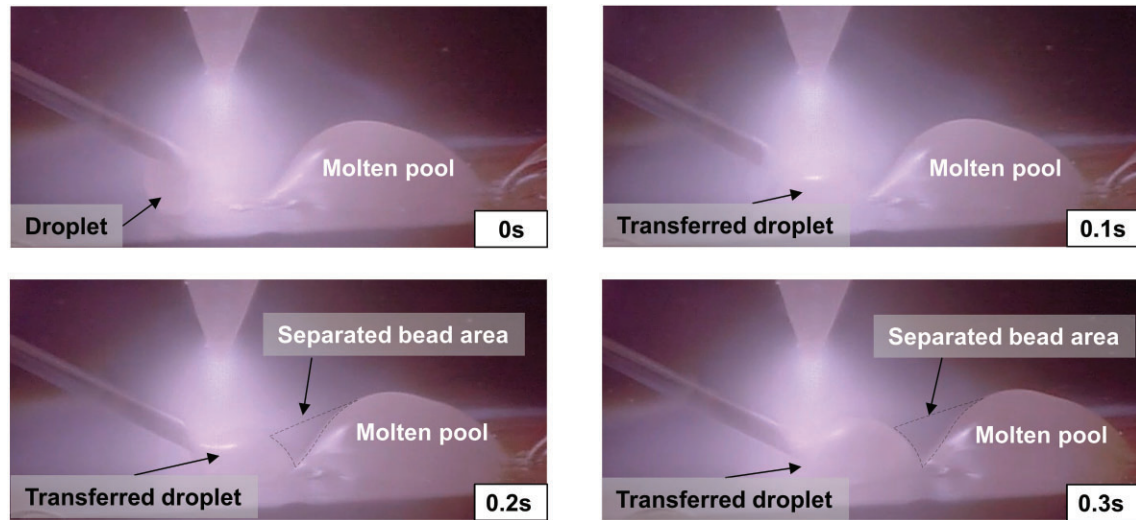 Molten pool
Droplet
0s
Molten pool
Transferred droplet
0.1s
Separated bead area
Molten pool
Transferred droplet
0.2s
Separated bead area
Molten pool
Transferred droplet
0.3s